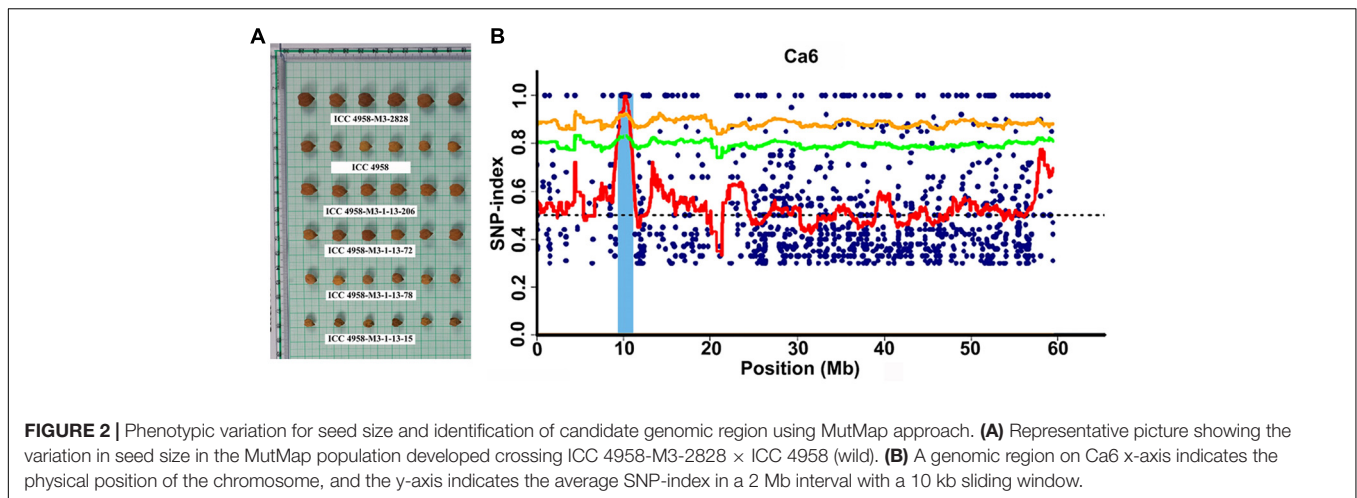 A
ICC 4958-M3-2828
ICC 4958
ICC 4958-M3-1-13-206
ICC 4958-M3-1-13-72
ICC 4958-M3-1-13-78
ICC 4958-M3-1-13-15
B
Ca6
SNP-index
1.0
0.8
0.6
0.4
0.2
0.0
0 10 20 30 40 50 60
Position (Mb)
FIGURE 2 | Phenotypic variation for seed size and identification of candidate genomic region using MutMap approach. (A) Representative picture showing the
variation in seed size in the MutMap population developed crossing ICC 4958-M3-2828 × ICC 4958 (wild). (B) A genomic region on Ca6 x-axis indicates the
physical position of the chromosome, and the y-axis indicates the average SNP-index in a 2 Mb interval with a 10 kb sliding window.